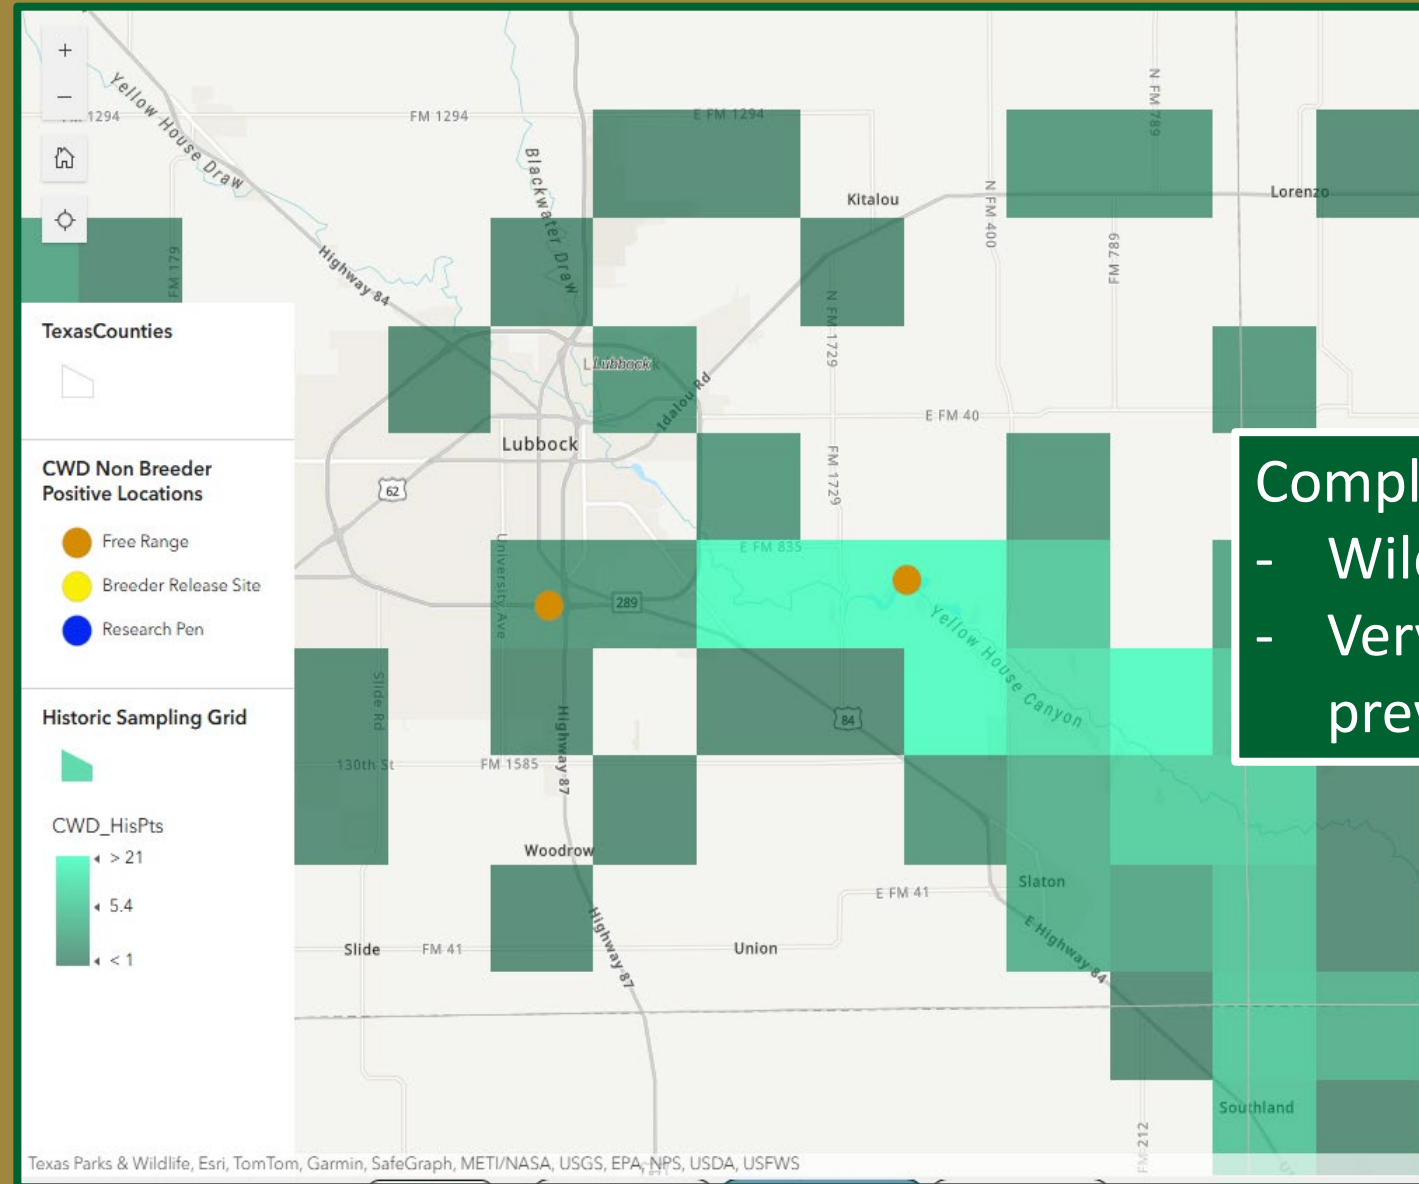 +
FM 1294
E FM 1294
N FM 789
1294
Yellow House Draw
Blackwater Draw
Kitalou
N FM 400
Lorenzo
FM 179
Highway 84
FM 789
N FM 1729
TexasCounties
Lubbock
Idalou Rd
E FM 40
Lubbock
CWD Non Breeder
Positive Locations
62
FM 1729
Free Range
Breeder Release Site
Research Pen
University Ave
E FM 835
289
Yellow House Canyon
Slide Rd
84
Historic Sampling Grid
130th St
FM 1585
Highway 87
CWD_HisPts
> 21
5.4
< 1
Woodrow
Slaton
E FM 41
E Highway 84
Slide
FM 41
Highway 87
Union
Southland
FM 212
Texas Parks & Wildlife, Esri, TomTom, Garmin, SafeGraph, METI/NASA, USGS, EPA, NPS, USDA, USFWS